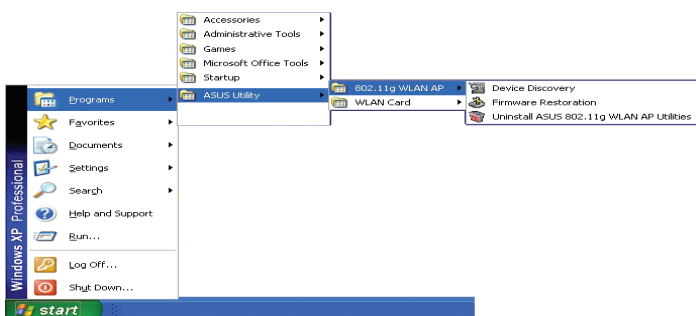 Accessories
Administrative Tools
Games
Microsoft Office Tools
Startup
ASUS Utility
802.11g WLAN AP
WLAN Card
Device Discovery
Firmware Restoration
Uninstall ASUS 802.11g WLAN AP Utilities
Programs
Favorites
Documents
Settings
Search
Help and Support
Run...
Log Off...
Shut Down...
Windows XP Professional
start